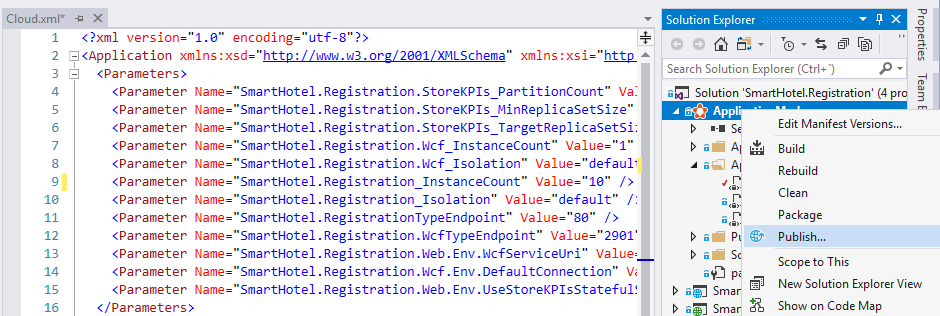 Cloud.xml*
1 <?xml version="1.0" encoding="utf-8"?>
2 <Application xmlns:xsd="http://www.w3.org/2001/XMLSchema" xmlns:xsi="http
3 <Parameters>
4 <Parameter Name="SmartHotel.Registration.StoreKPIs_PartitionCount" Val
5 <Parameter Name="SmartHotel.Registration.StoreKPIs_MinReplicaSetSize"
6 <Parameter Name="SmartHotel.Registration.StoreKPIs_TargetReplicaSetSiz
7 <Parameter Name="SmartHotel.Registration.Wcf_InstanceCount" Value="1"
8 <Parameter Name="SmartHotel.Registration.Wcf_Isolation" Value="default
9 <Parameter Name="SmartHotel.Registration_InstanceCount" Value="10" />
10 <Parameter Name="SmartHotel.Registration_Isolation" Value="default" />
11 <Parameter Name="SmartHotel.RegistrationTypeEndpoint" Value="80" />
12 <Parameter Name="SmartHotel.Registration.WcfTypeEndpoint" Value="2901"
13 <Parameter Name="SmartHotel.Registration.Web.Env.WcfServiceUri" Value=
14 <Parameter Name="SmartHotel.Registration.Wcf.Env.DefaultConnection" Va
15 <Parameter Name="SmartHotel.Registration.Web.Env.UseStoreKPIsStatefulS
16 </Parameters>
Solution Explorer
Search Solution Explorer (Ctrl+`)
Solution 'SmartHotel.Registration' (4 pro
Se
Ap
Ap
Pu
Sc
pa
Smar
Smar
Edit Manifest Versions...
Build
Rebuild
Clean
Package
Publish...
Scope to This
New Solution Explorer View
Show on Code Map
Properties
Team E